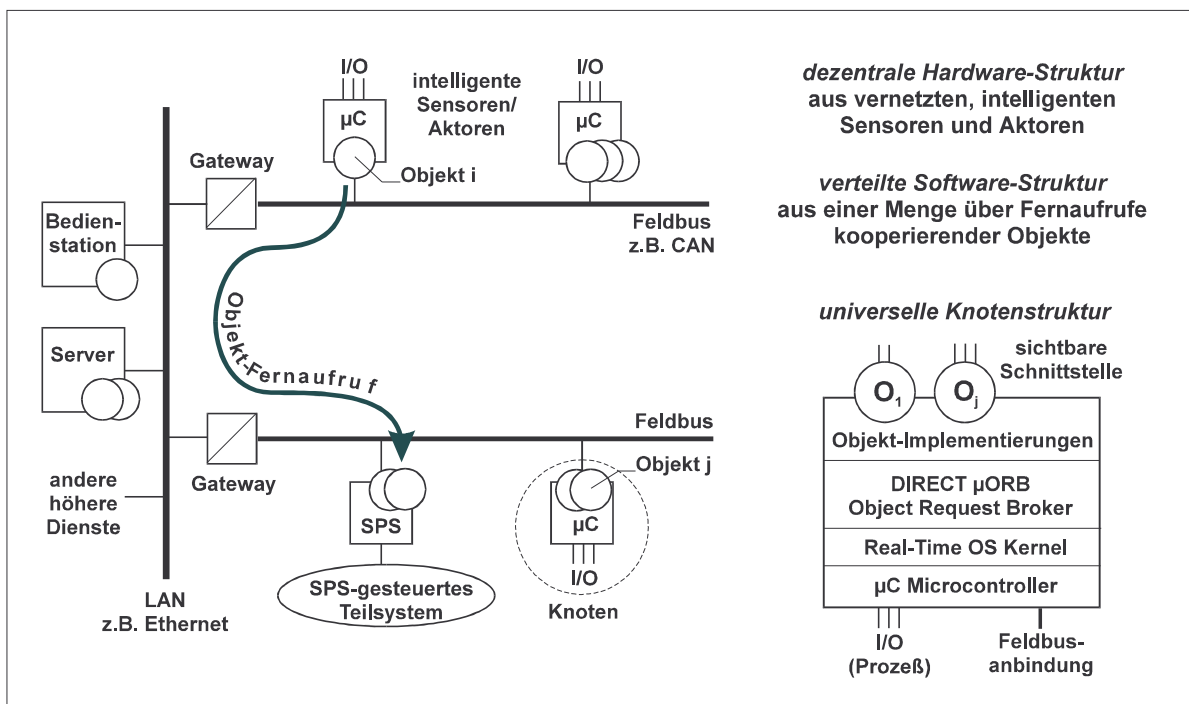 I/O
µC
intelligente
Sensoren/
Aktoren
Objekt i
I/O
µC
Gateway
Feldbus
z.B. CAN
Bedien-
station
Server
andere
höhere
Dienste
LAN
z.B. Ethernet
Objekt-Fernaufruf
Gateway
Feldbus
SPS
SPS-gesteuertes
Teilsystem
Objekt j
µC
I/O
Knoten
dezentrale Hardware-Struktur
aus vernetzten, intelligenten
Sensoren und Aktoren
verteilte Software-Struktur
aus einer Menge über Fernaufrufe
kooperierender Objekte
universelle Knotenstruktur
sichtbare
Schnittstelle
O1
Oj
Objekt-Implementierungen
DIRECT µORB
Object Request Broker
Real-Time OS Kernel
µC Microcontroller
I/O
(Prozeß)
Feldbus-
anbindung